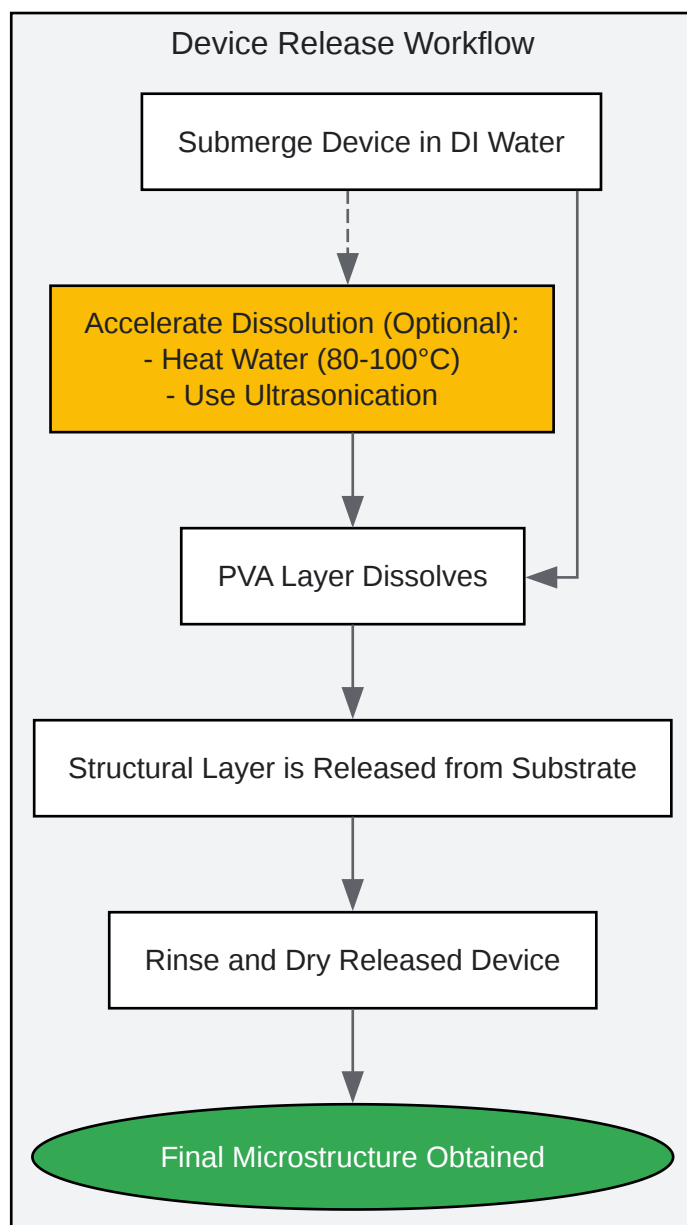 Device Release Workflow
Submerge Device in DI Water
Accelerate Dissolution (Optional):
- Heat Water (80-100°C)
- Use Ultrasonication
PVA Layer Dissolves
Structural Layer is Released from Substrate
Rinse and Dry Released Device
Final Microstructure Obtained